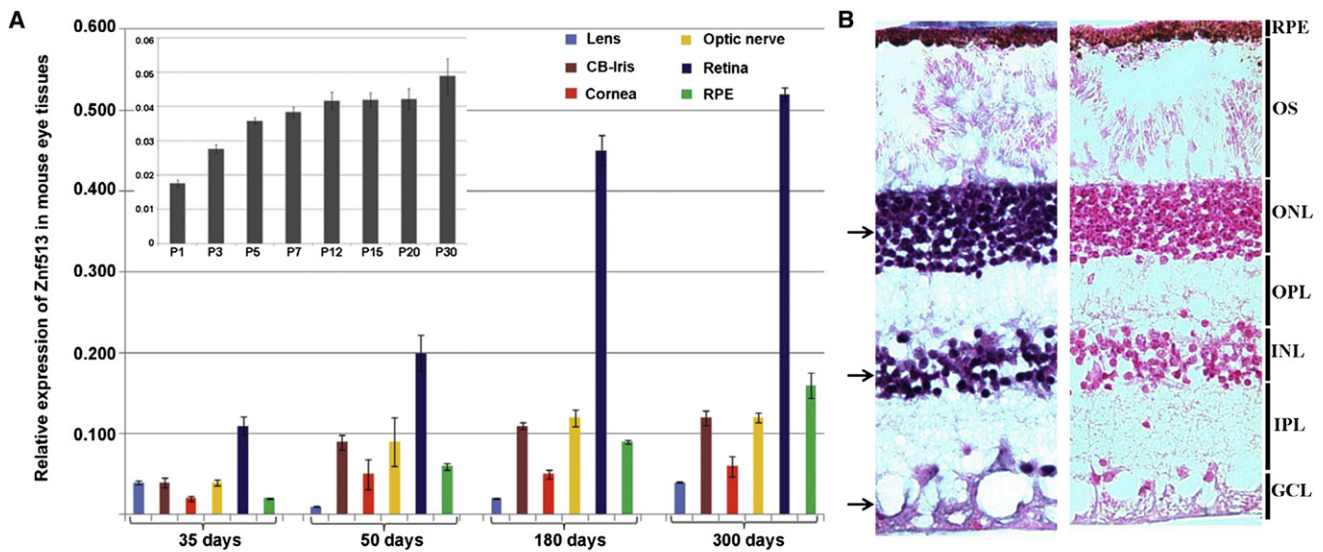 A
Relative expression of Znf513 in mouse eye tissues
0.600
0.500
0.400
0.300
0.200
0.100
0.06
0.05
0.04
0.03
0.02
0.01
0
P1 P3 P5 P7 P12 P15 P20 P30
Lens
CB-Iris
Cornea
Optic nerve
Retina
RPE
35 days
50 days
180 days
300 days
B
RPE
OS
ONL
OPL
INL
IPL
GCL